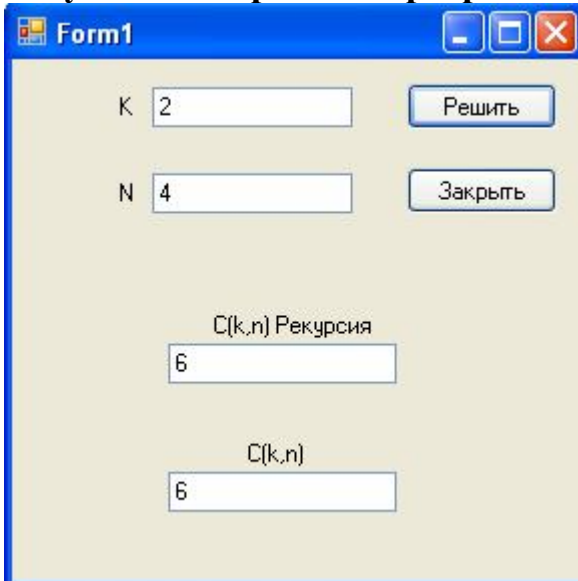 Form1
K 2 Решить
N 4 Закрыть
C(k,n) Рекурсия
6
C(k,n)
6